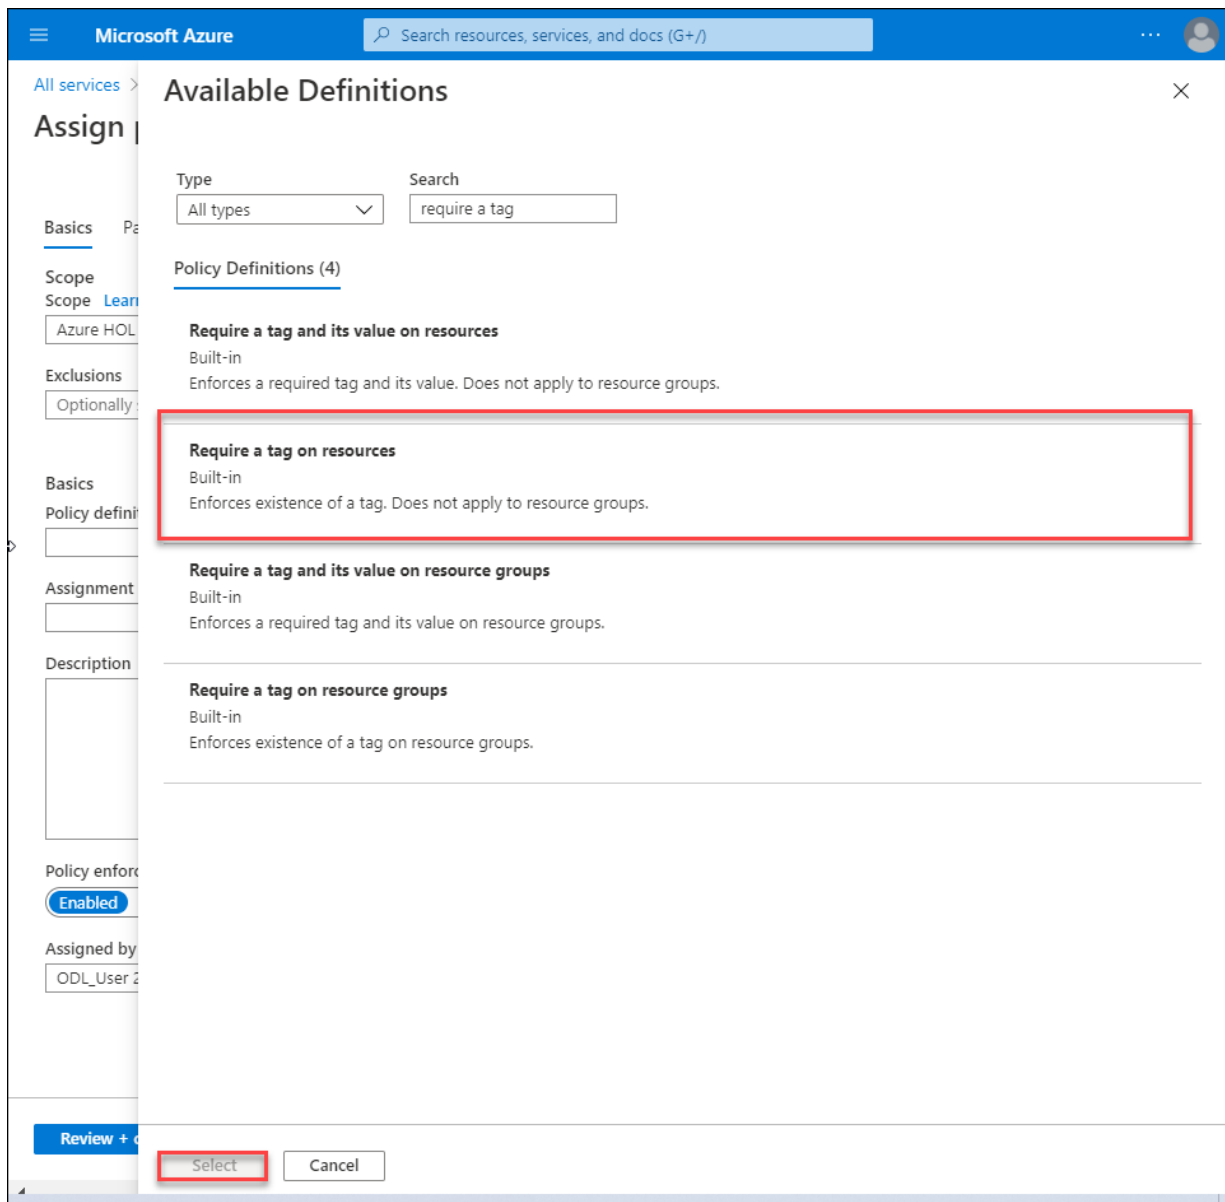 Microsoft Azure
Search resources, services, and docs (G+/)
All services >
Available Definitions
Assign
Type
Search
All types
require a tag
Basics
Policy Definitions (4)
Scope
Scope
Azure HOL
Require a tag and its value on resources
Built-in
Enforces a required tag and its value. Does not apply to resource groups.
Exclusions
Optionally
Require a tag on resources
Built-in
Enforces existence of a tag. Does not apply to resource groups.
Basics
Policy
Require a tag and its value on resource groups
Built-in
Enforces a required tag and its value on resource groups.
Assignment
Description
Require a tag on resource groups
Built-in
Enforces existence of a tag on resource groups.
Policy
Enabled
Assigned by
ODL_User 2
Review +
Select
Cancel